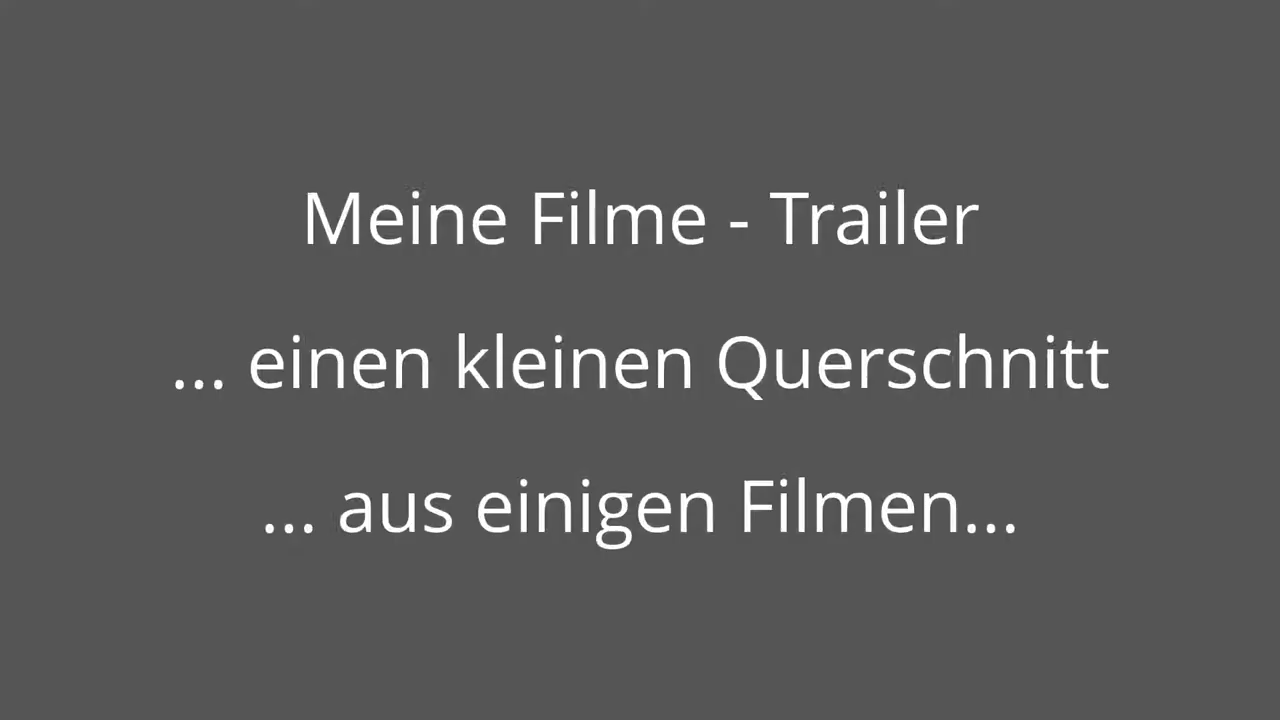 Meine Filme - Trailer
... einen kleinen Querschnitt
... aus einigen Filmen...